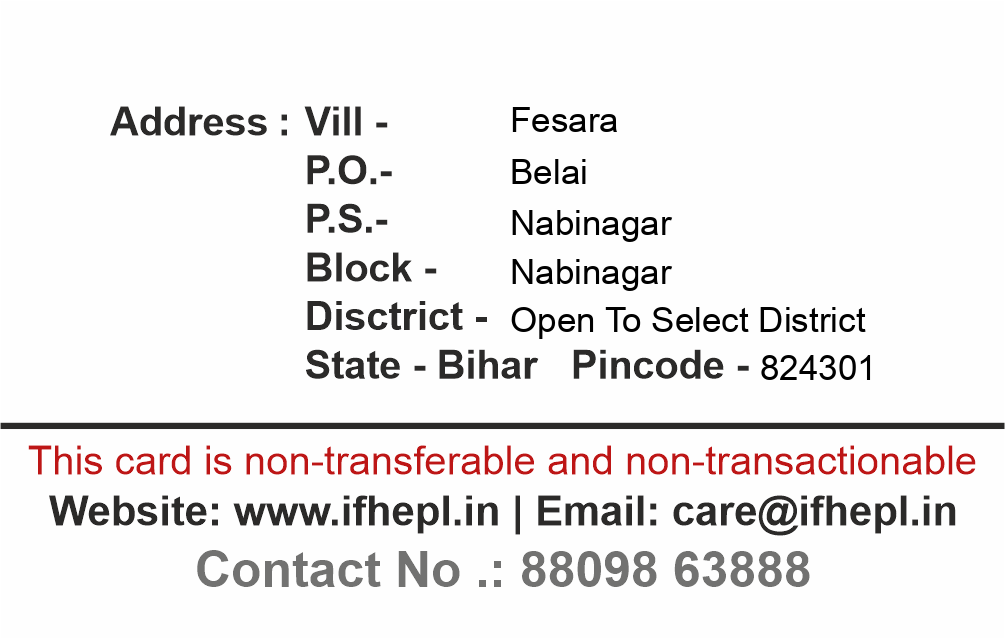 Address : Vill - Fesara
P.O.- Belai
P.S.- Nabinagar
Block - Nabinagar
Disctrict - Open To Select District
State - Bihar Pincode - 824301
This card is non-transferable and non-transactionable
Website: www.ifhepl.in | Email: care@ifhepl.in
Contact No .: 88098 63888